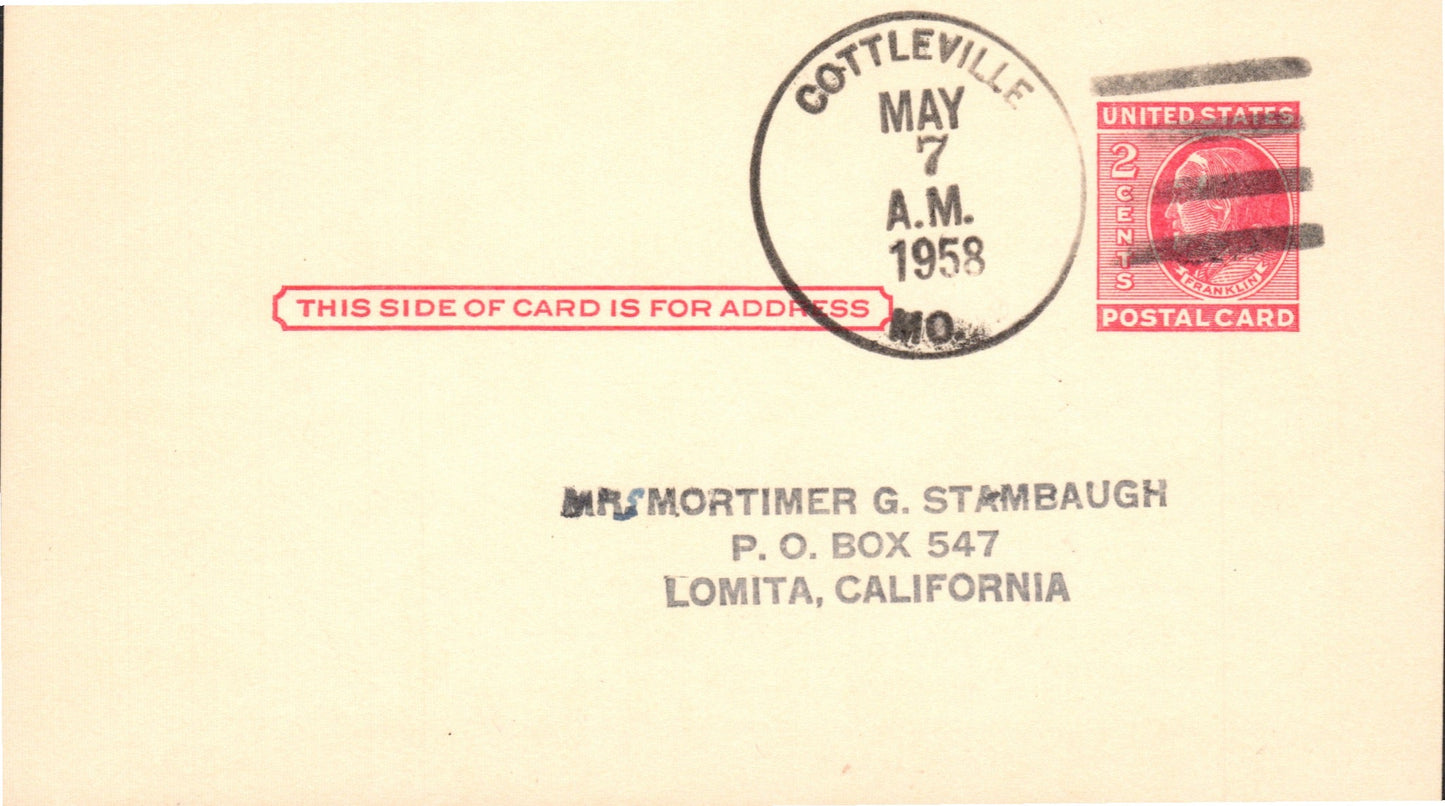 COTTLEVILLE
MAY
7
A.M.
1958
MO.
UNITED STATES
2
CENTS
FRANKLIN
POSTAL CARD
THIS SIDE OF CARD IS FOR ADDRESS
MRS MORTIMER G. STAMBAUGH
P. O. BOX 547
LOMITA, CALIFORNIA